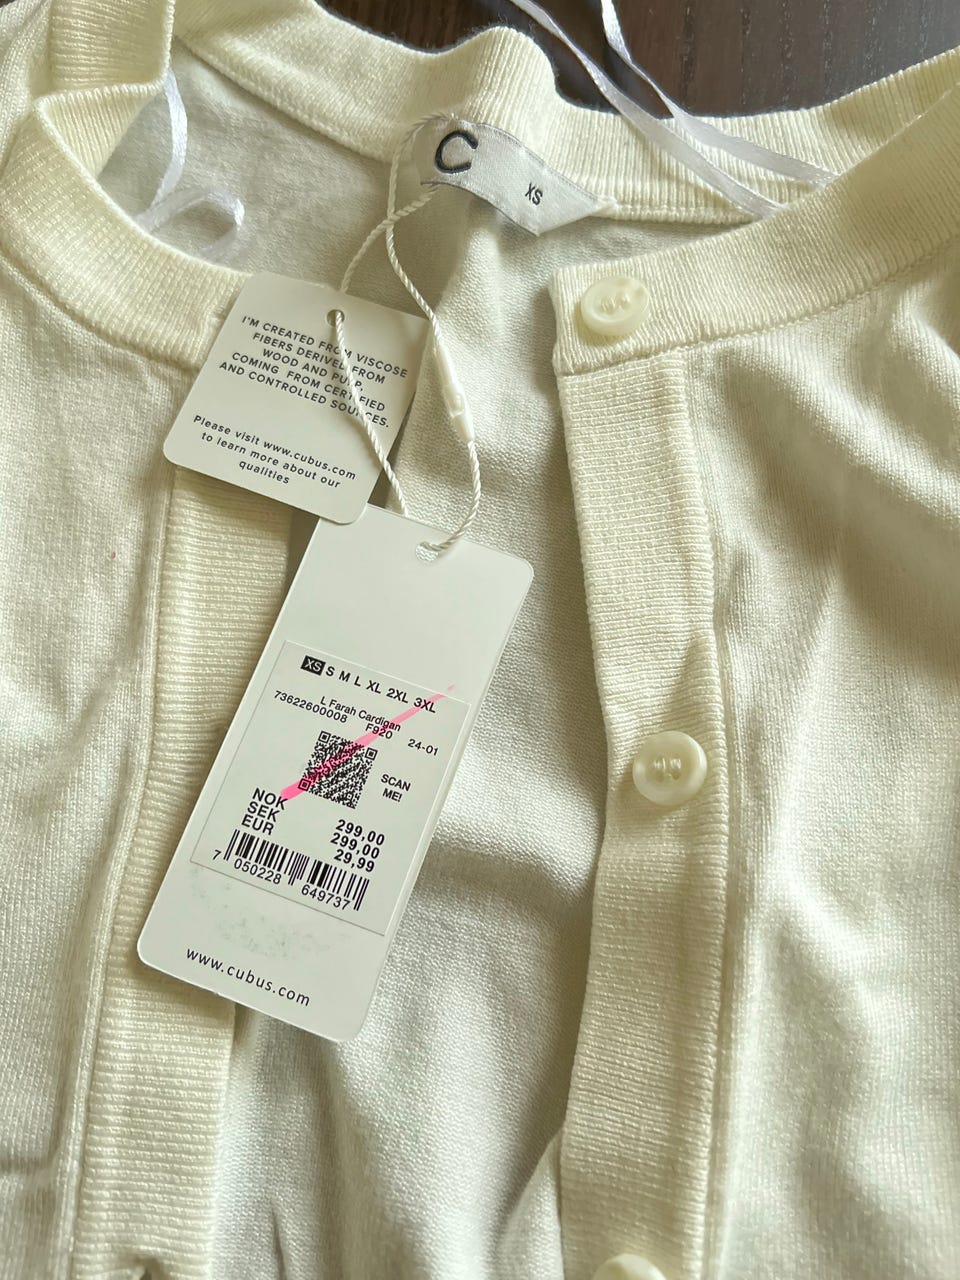 C
XS
I'M CREATED FROM VISCOSE
FIBERS DERIVED FROM
WOOD AND PULP,
COMING FROM CERTIFIED
AND CONTROLLED SOURCES.
Please visit www.cubus.com
to learn more about our
qualities
XS S M L XL 2XL 3XL
L Farah Cardigan
73622600008 F920 24-01
SCAN
ME!
NOK 299,00
SEK 299,00
EUR 29,99
7 050228 649737
www.cubus.com